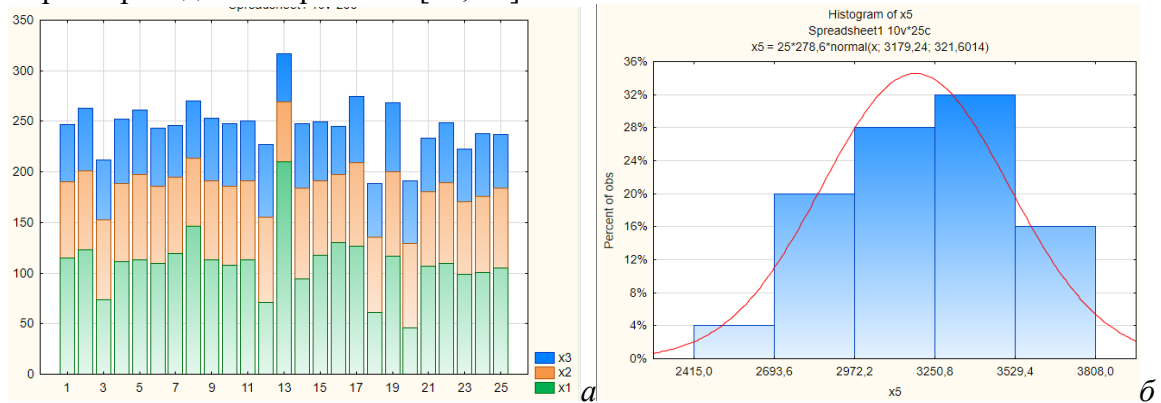 350
300
250
200
150
100
50
0
1 3 5 7 9 11 13 15 17 19 21 23 25
x3
x2
x1
а
Histogram of x5
Spreadsheet1 10v*25c
x5 = 25*278,6*normal(x; 3179,24; 321,6014)
Percent of obs
36%
32%
28%
24%
20%
16%
12%
8%
4%
0%
2415,0 2693,6 2972,2 3250,8 3529,4 3808,0
x5
б